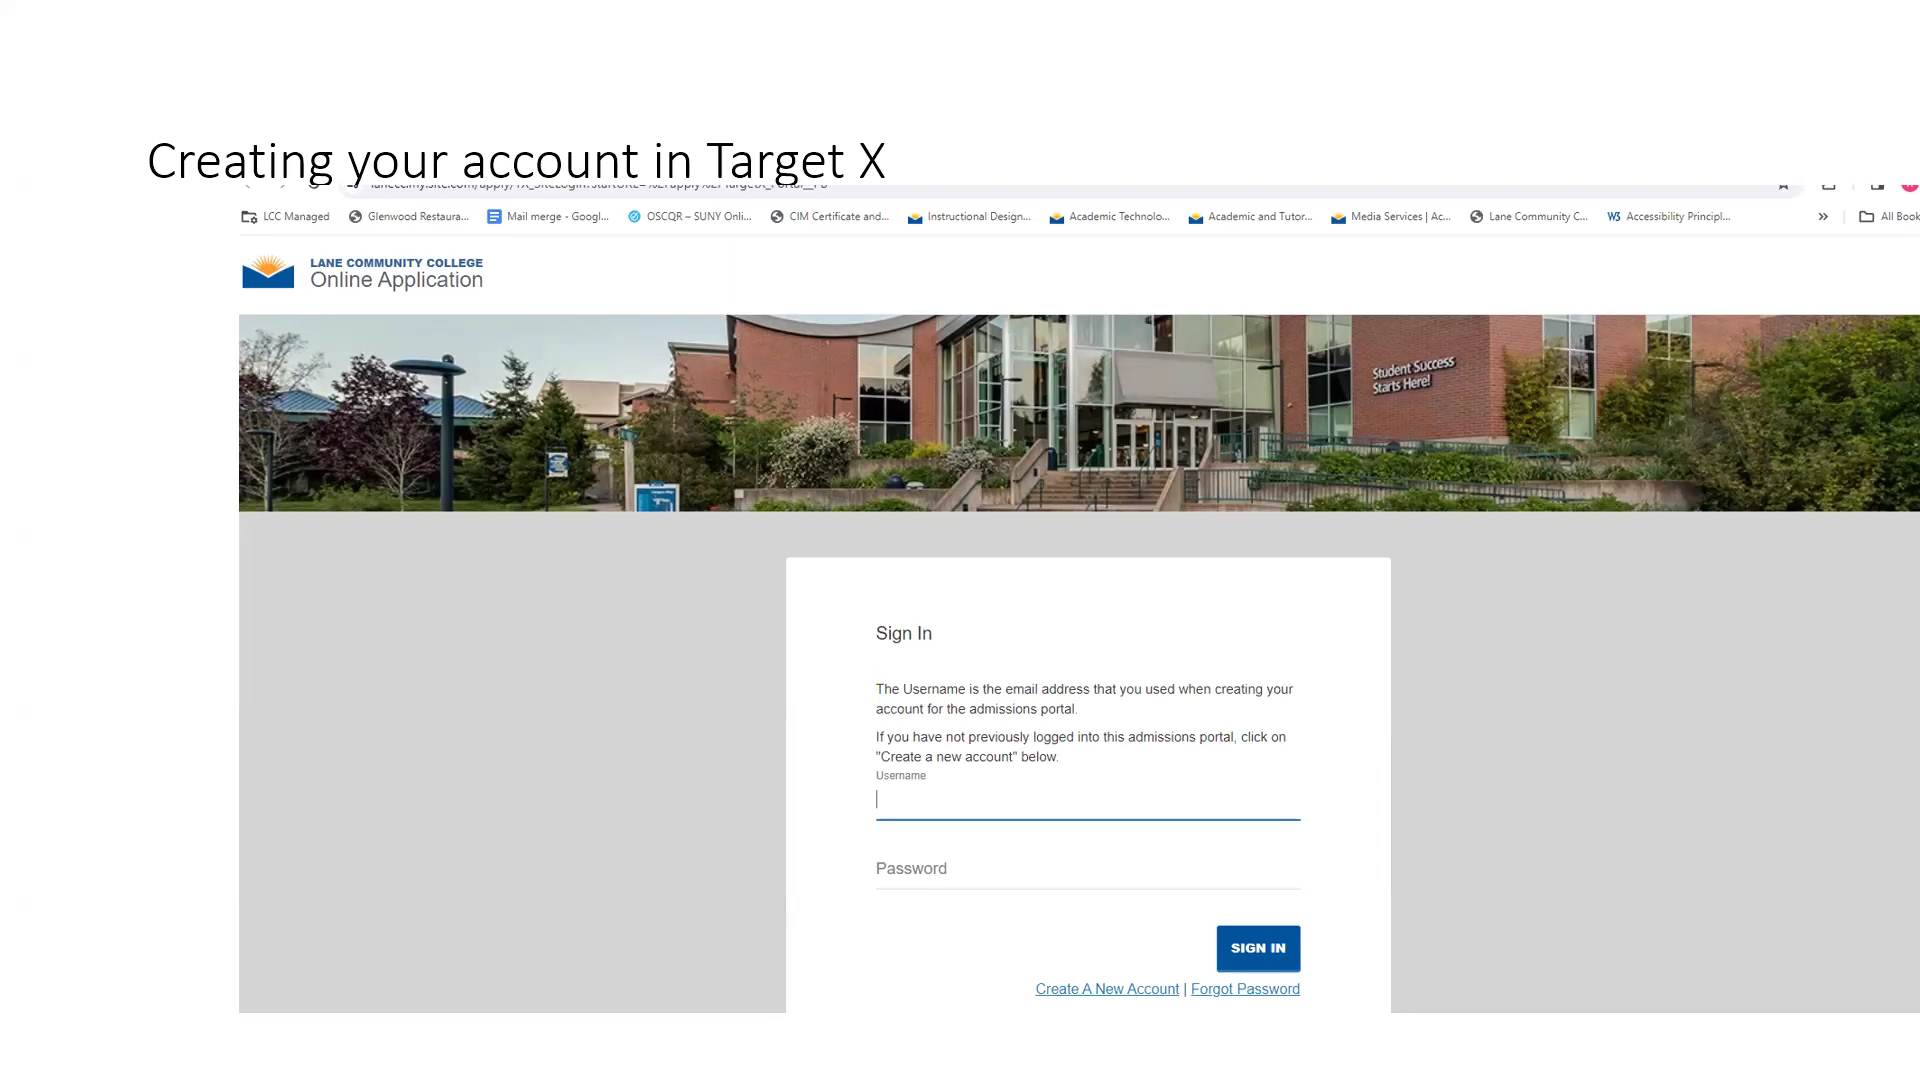 Creating your account in Target X
LCC Managed Glenwood Restaura... Mail merge - Googl... OSCQR – SUNY Onli... CIM Certificate and... Instructional Design... Academic Technolo... Academic and Tutor... Media Services | Ac... Lane Community C... W3 Accessibility Principl... » All Book
LANE COMMUNITY COLLEGE
Online Application
Student Success
Starts Here!
Sign In
The Username is the email address that you used when creating your
account for the admissions portal.
If you have not previously logged into this admissions portal, click on
"Create a new account" below.
Username
Password
SIGN IN
Create A New Account | Forgot Password